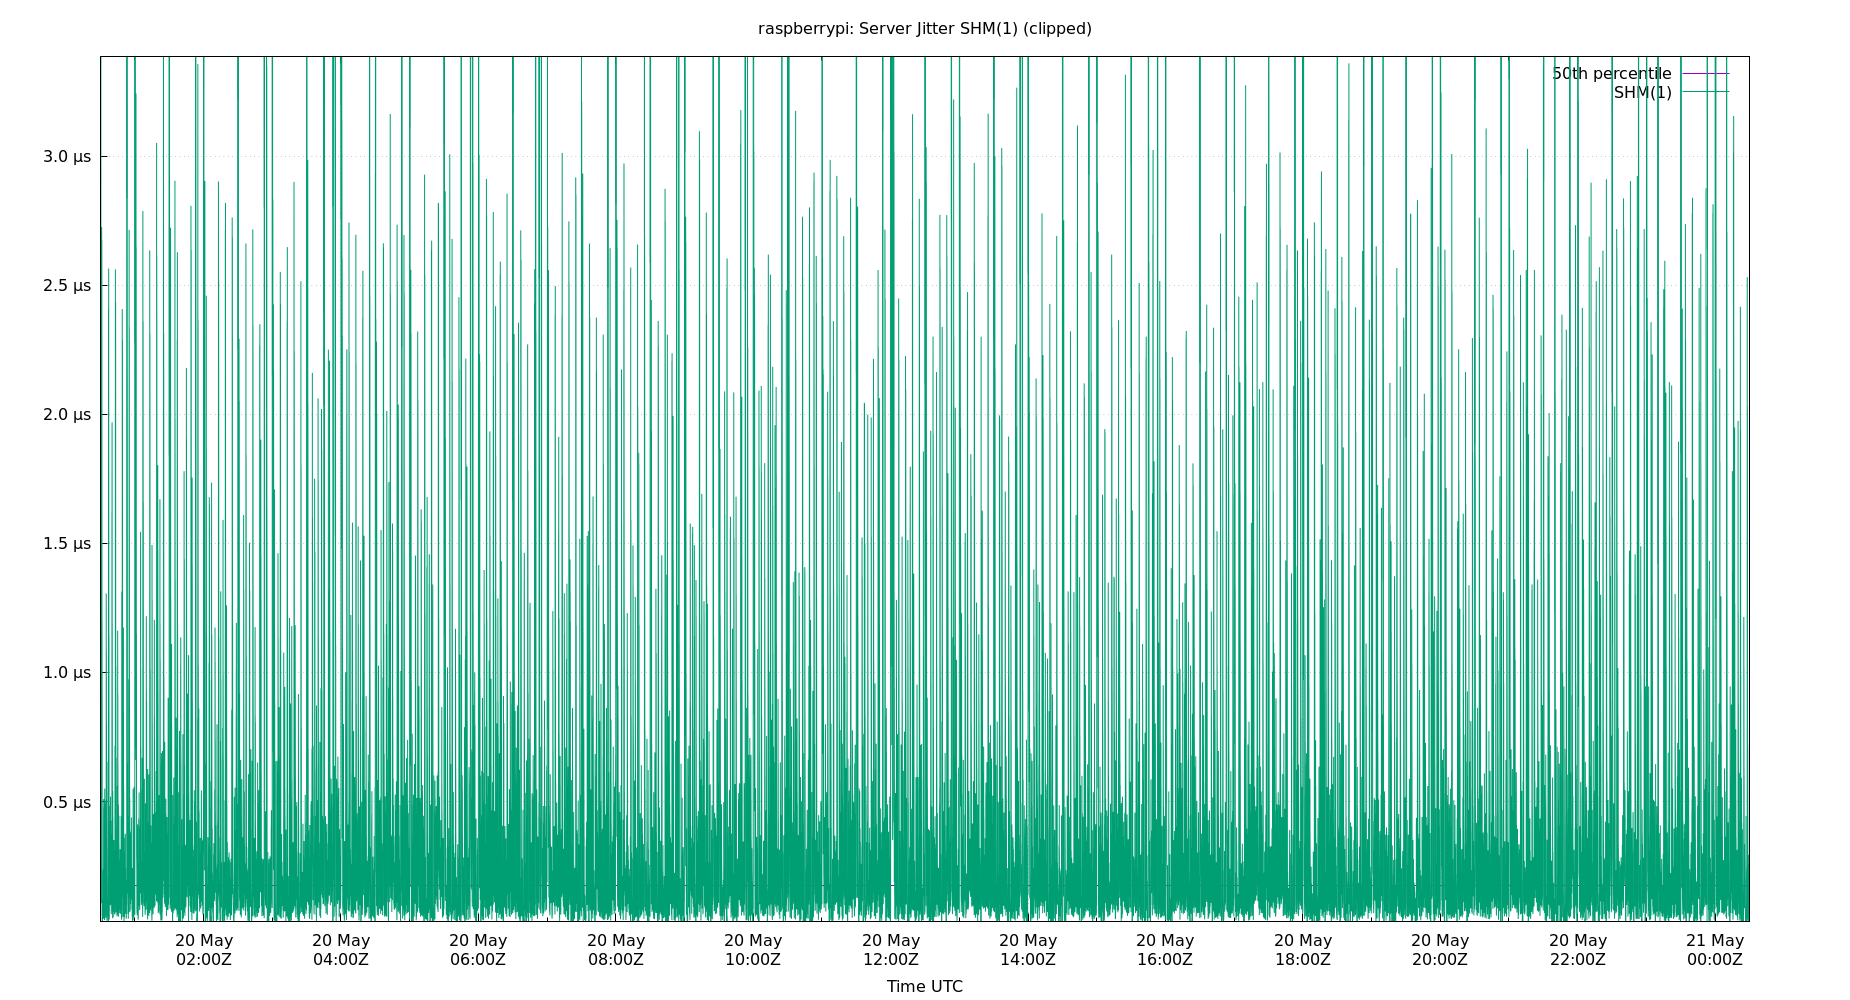 raspberrypi: Server Jitter SHM(1) (clipped)
50th percentile
SHM(1)
3.0 µs
2.5 µs
2.0 µs
1.5 µs
1.0 µs
0.5 µs
20 May 20 May 20 May 20 May 20 May 20 May 20 May 20 May 20 May 20 May 20 May 21 May
02:00Z 04:00Z 06:00Z 08:00Z 10:00Z 12:00Z 14:00Z 16:00Z 18:00Z 20:00Z 22:00Z 00:00Z
Time UTC